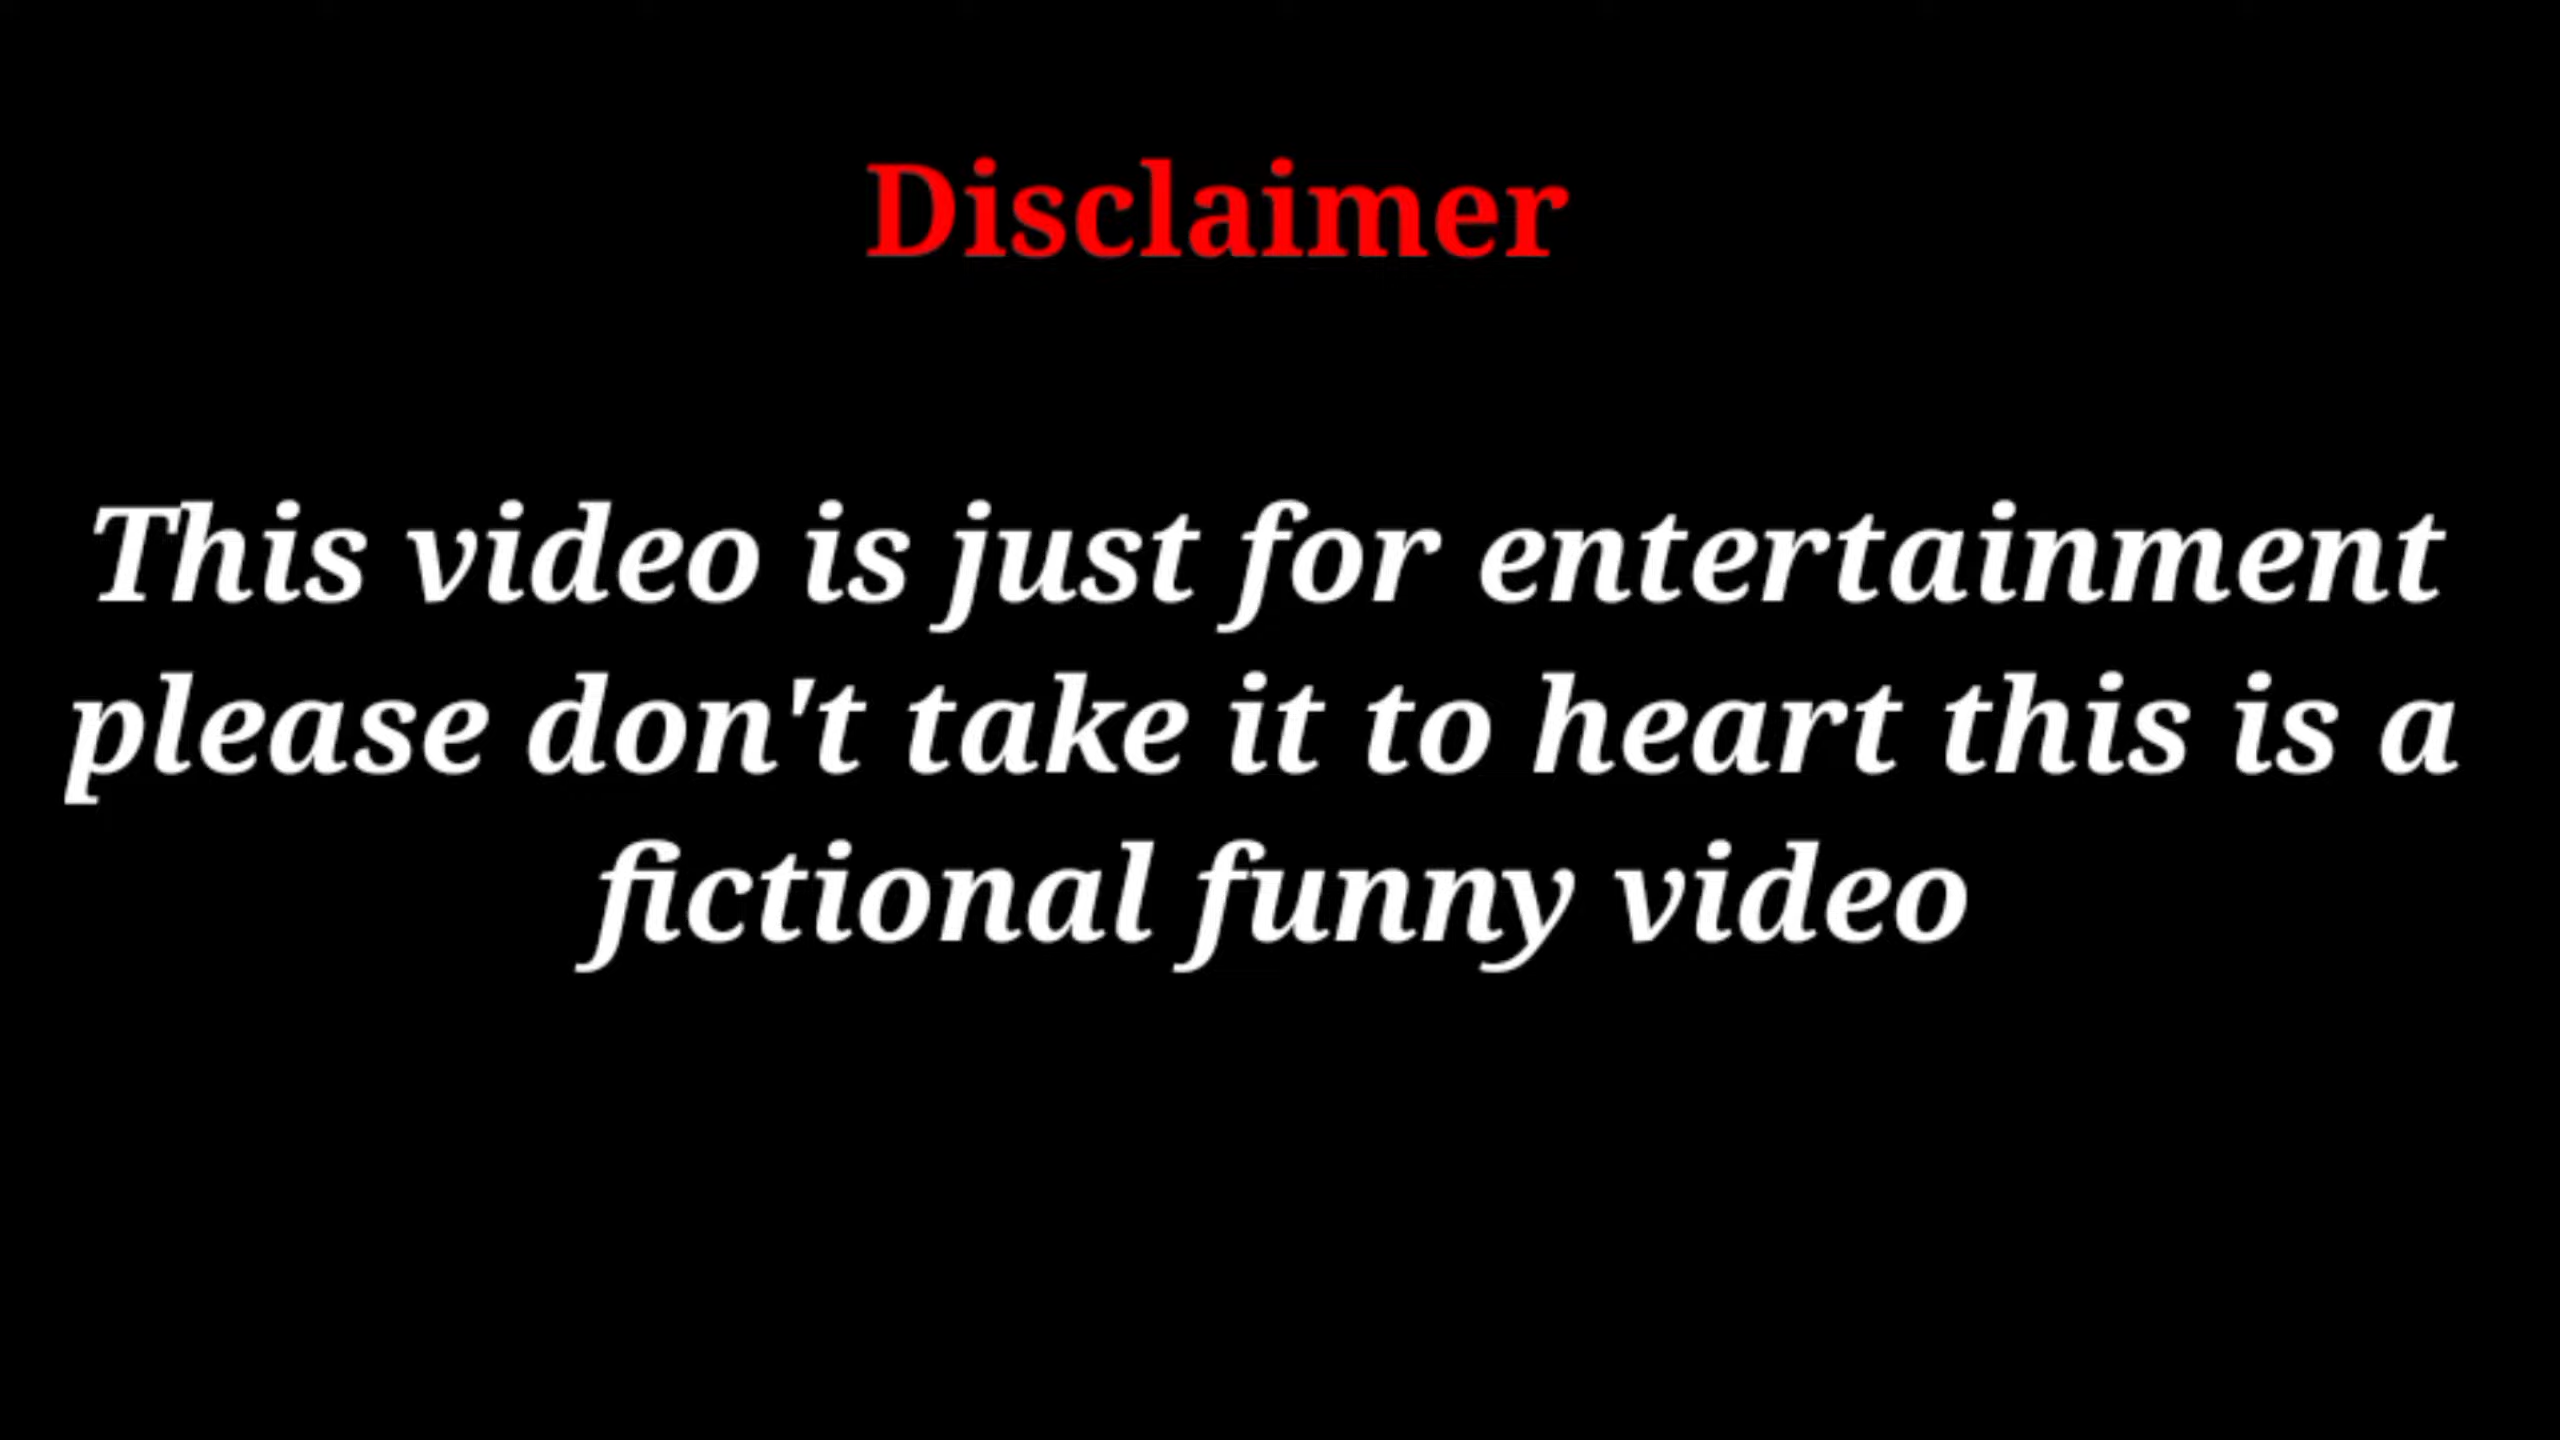 Disclaimer
This video is just for entertainment
please don't take it to heart this is a
fictional funny video